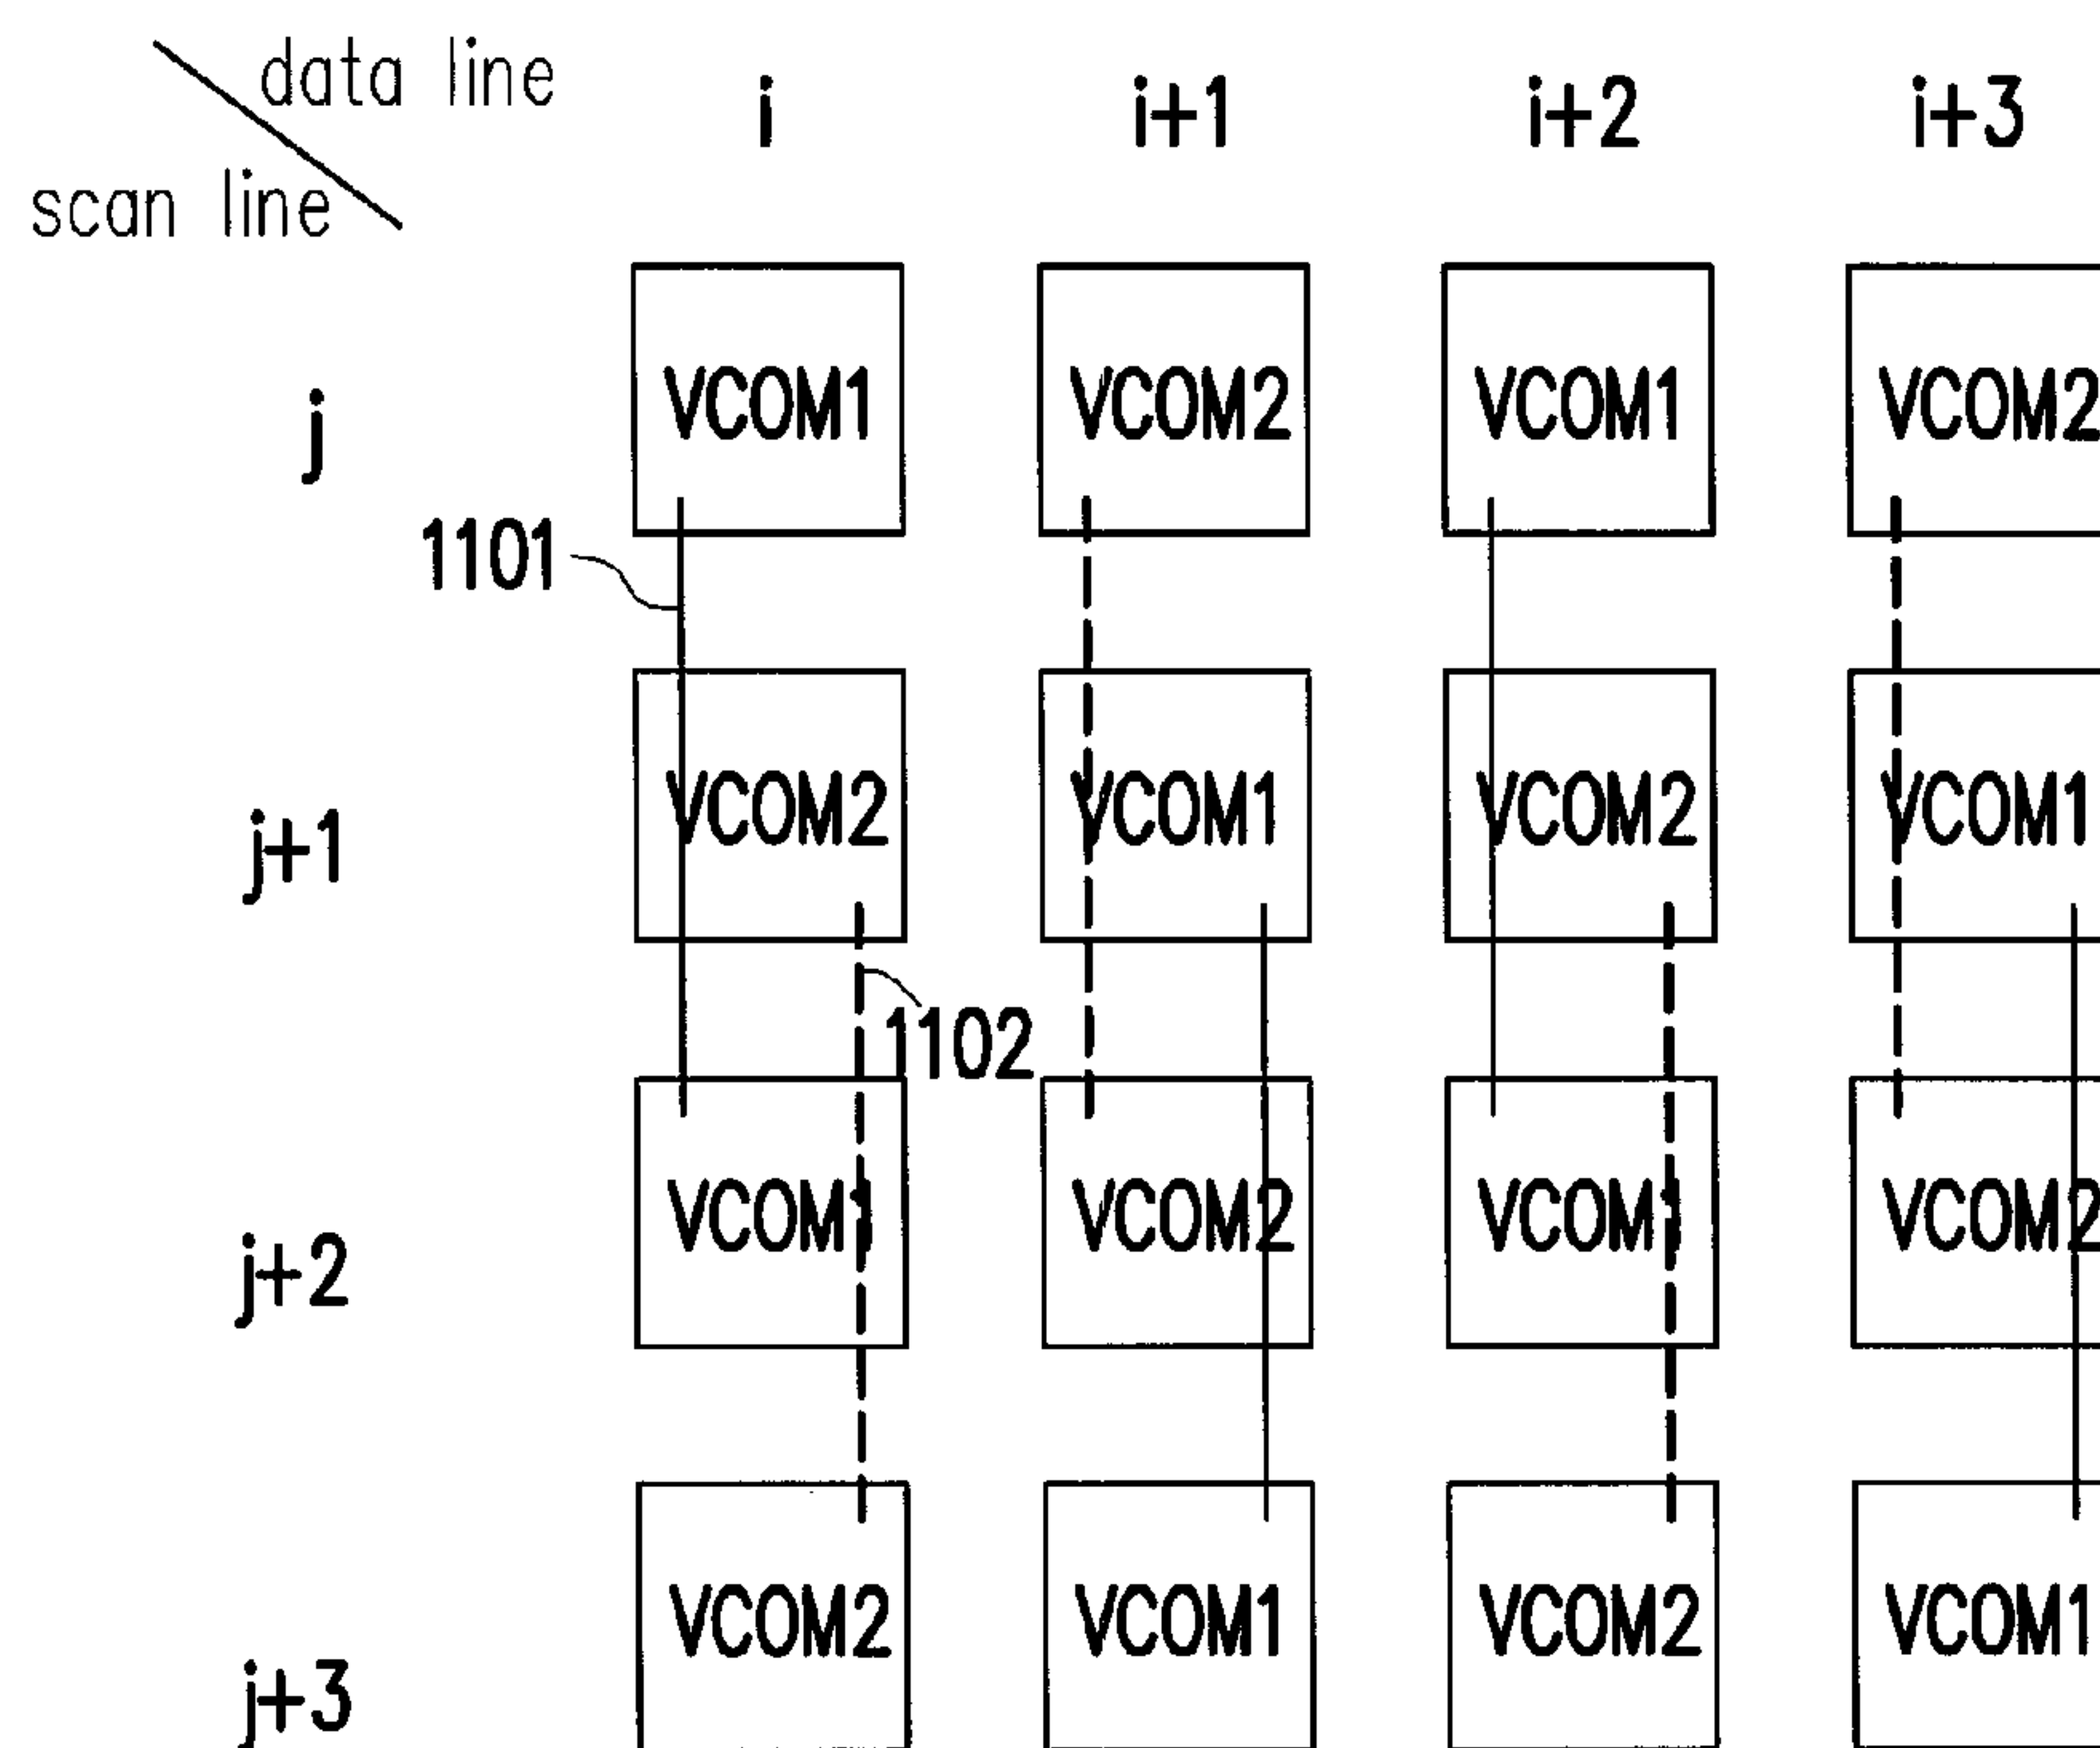 data line
scan line
i i+1 i+2 i+3
j VCOM1 VCOM2 VCOM1 VCOM2
1101
j+1 VCOM2 VCOM1 VCOM2 VCOM1
1102
j+2 VCOM1 VCOM2 VCOM1 VCOM2
j+3 VCOM2 VCOM1 VCOM2 VCOM1